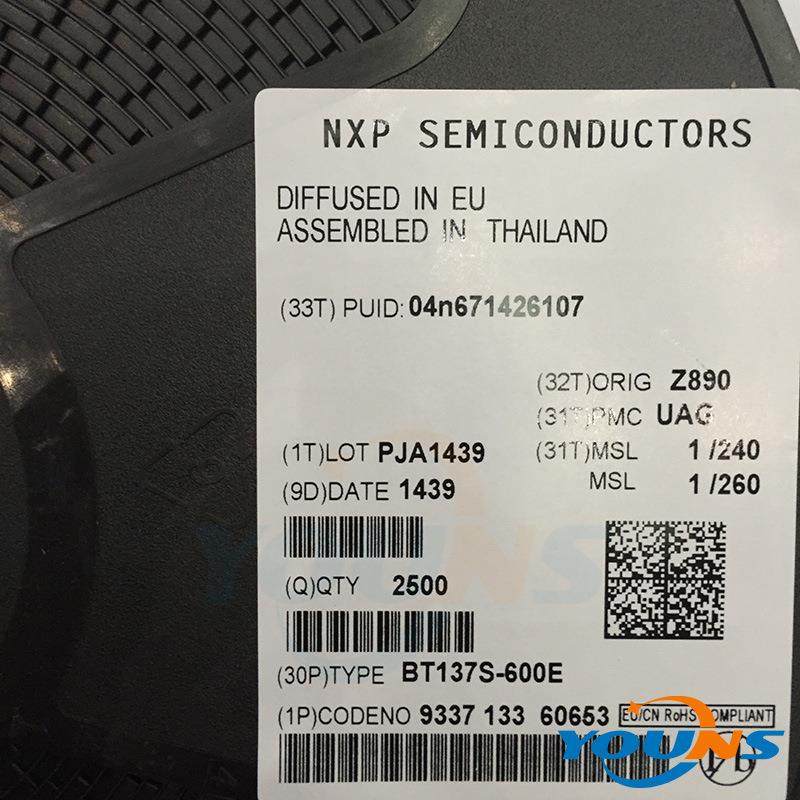 NXP SEMICONDUCTORS
DIFFUSED IN EU
ASSEMBLED IN THAILAND
(33T) PUID: 04n671426107
(32T)ORIG Z890
(31T)PMC UAG
(1T)LOT PJA1439 (31T)MSL 1 /240
(9D)DATE 1439 MSL 1 /260
(Q)QTY 2500
(30P)TYPE BT137S-600E
(1P)CODENO 9337 133 60653 EU/CN RoHS COMPLIANT
YOUNS
YOUNS